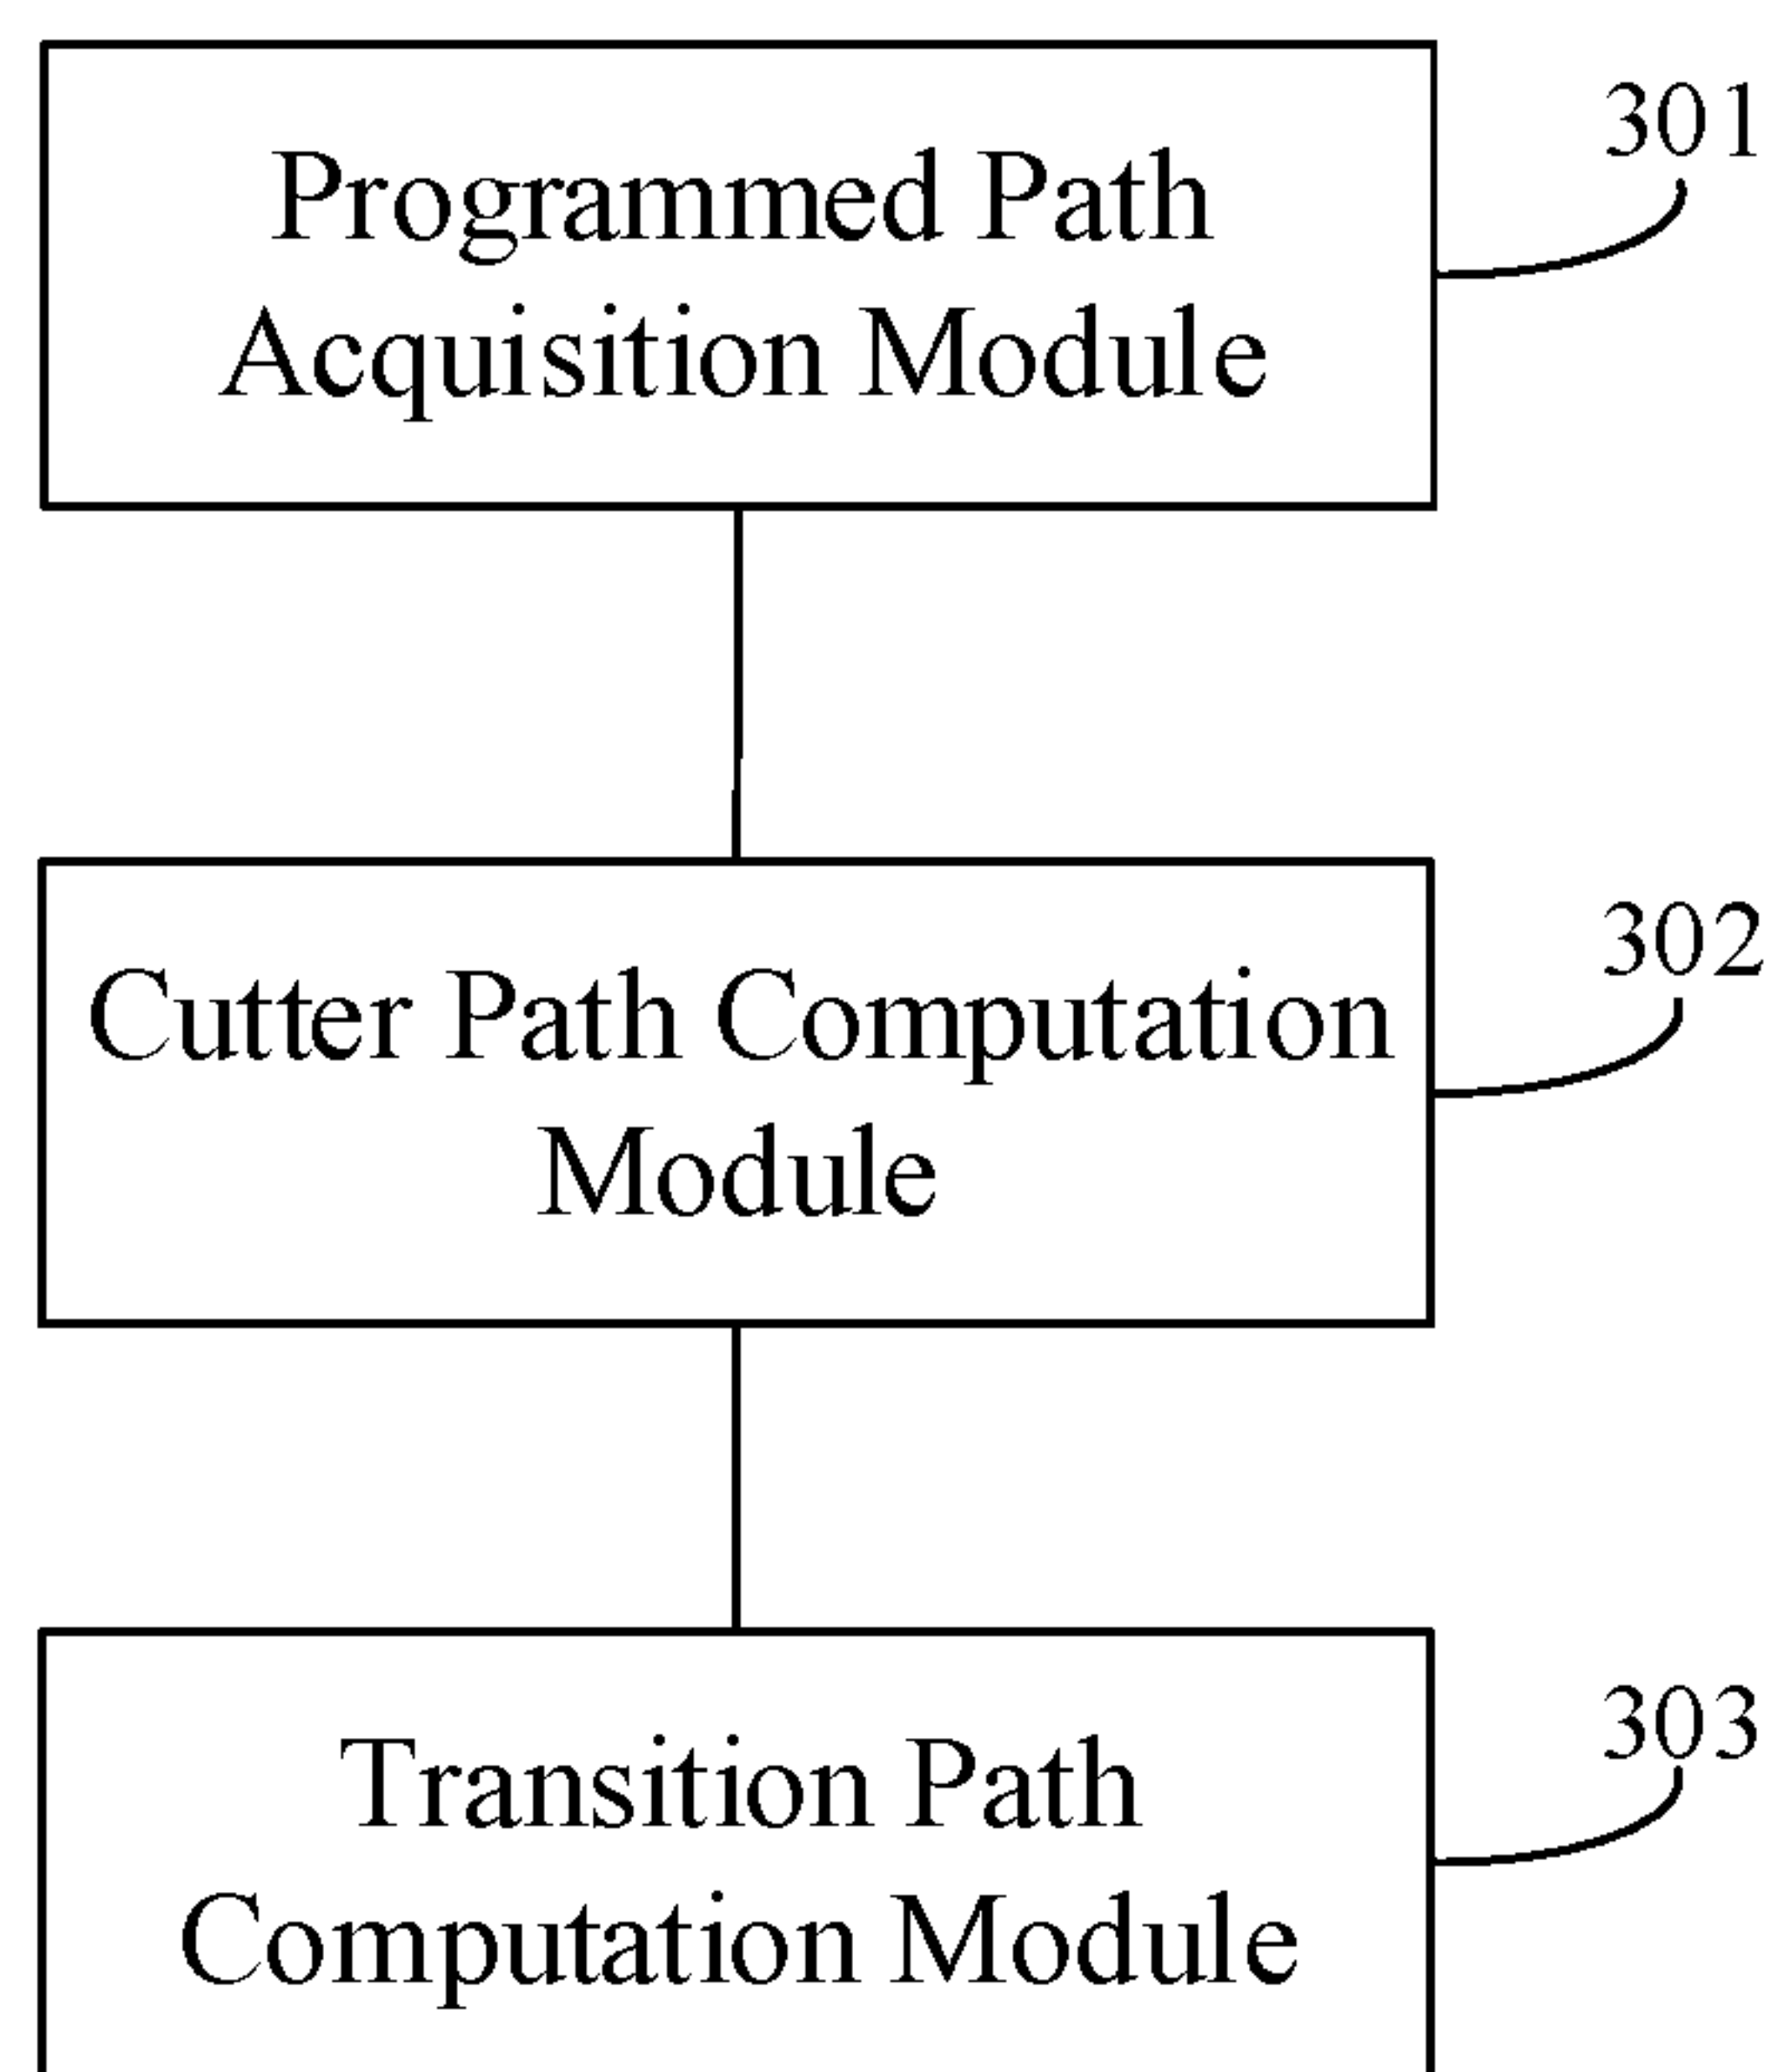 Programmed Path
Acquisition Module
301
Cutter Path Computation
Module
302
Transition Path
Computation Module
303